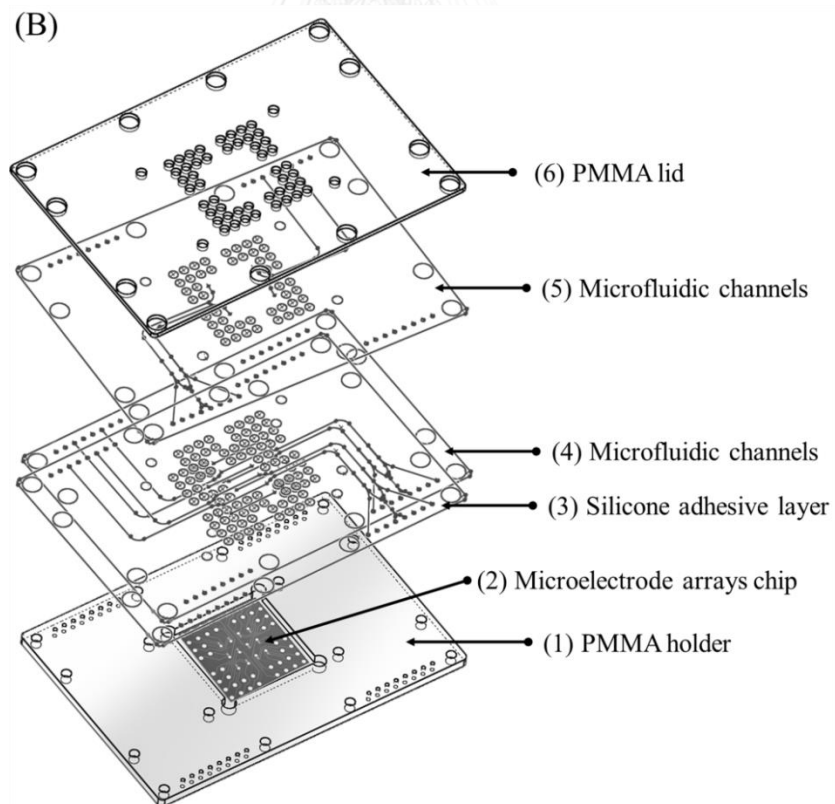 (B)
(6) PMMA lid
(5) Microfluidic channels
(4) Microfluidic channels
(3) Silicone adhesive layer
(2) Microelectrode arrays chip
(1) PMMA holder